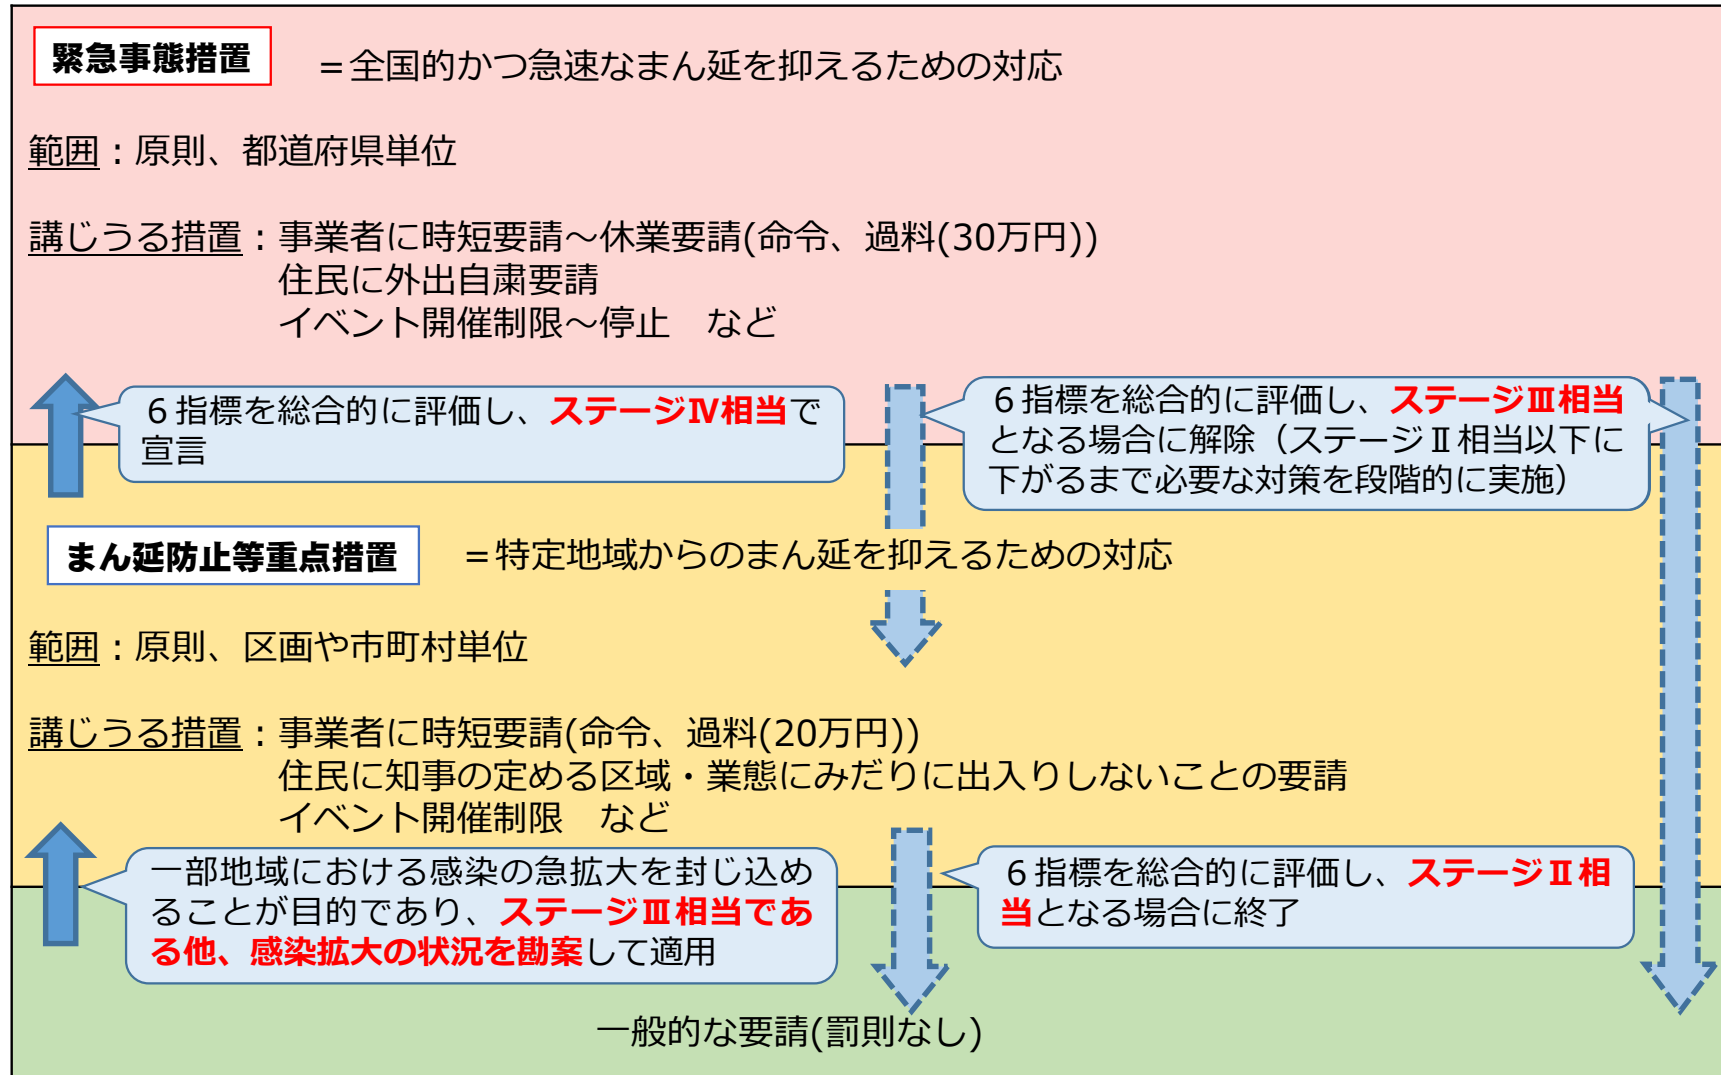 緊急事態措置 =全国的かつ急速なまん延を抑えるための対応
範囲：原則、都道府県単位
講じうる措置：事業者に時短要請～休業要請(命令、過料(30万円))
住民に外出自粛要請
イベント開催制限～停止　など
６指標を総合的に評価し、ステージⅣ相当で
宣言
６指標を総合的に評価し、ステージⅢ相当
となる場合に解除（ステージⅡ相当以下に
下がるまで必要な対策を段階的に実施）
まん延防止等重点措置 =特定地域からのまん延を抑えるための対応
範囲：原則、区画や市町村単位
講じうる措置：事業者に時短要請(命令、過料(20万円))
住民に知事の定める区域・業態にみだりに出入りしないことの要請
イベント開催制限　など
一部地域における感染の急拡大を封じ込め
ることが目的であり、ステージⅢ相当であ
る他、感染拡大の状況を勘案して適用
６指標を総合的に評価し、ステージⅡ相
当となる場合に終了
一般的な要請(罰則なし)